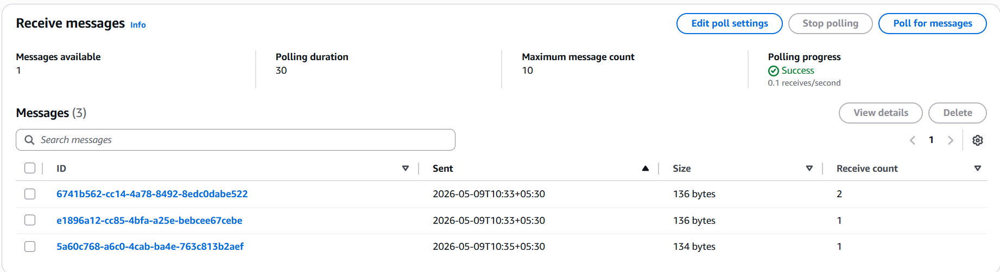 Receive messages Info Edit poll settings Stop polling Poll for messages
Messages available Polling duration Maximum message count Polling progress
1 30 10 Success
0.1 receives/second
Messages (3) View details Delete
Search messages 1
ID Sent Size Receive count
6741b562-cc14-4a78-8492-8edc0dabe522 2026-05-09T10:33+05:30 136 bytes 2
e1896a12-cc85-4bfa-a25e-bebcee67cebe 2026-05-09T10:33+05:30 136 bytes 1
5a60c768-a6c0-4cab-ba4e-763c813b2aef 2026-05-09T10:35+05:30 134 bytes 1